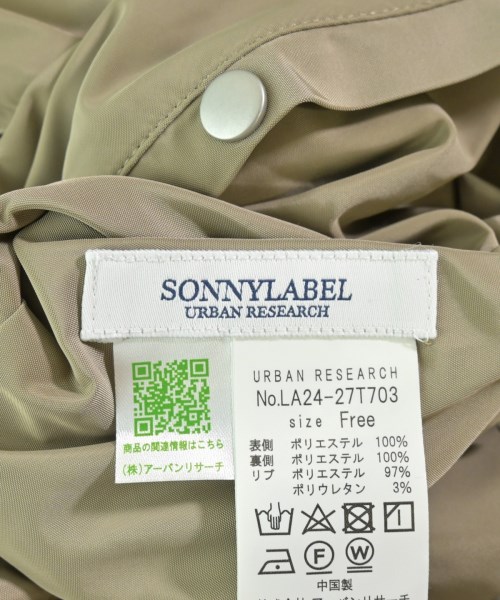 SONNYLABEL
URBAN RESEARCH
商品の関連情報はこちら
(株)アーバンリサーチ
URBAN RESEARCH
No.LA24-27T703
size Free
表側 ポリエステル 100%
裏側 ポリエステル 100%
リブ ポリエステル 97%
ポリウレタン 3%
F W
中国製